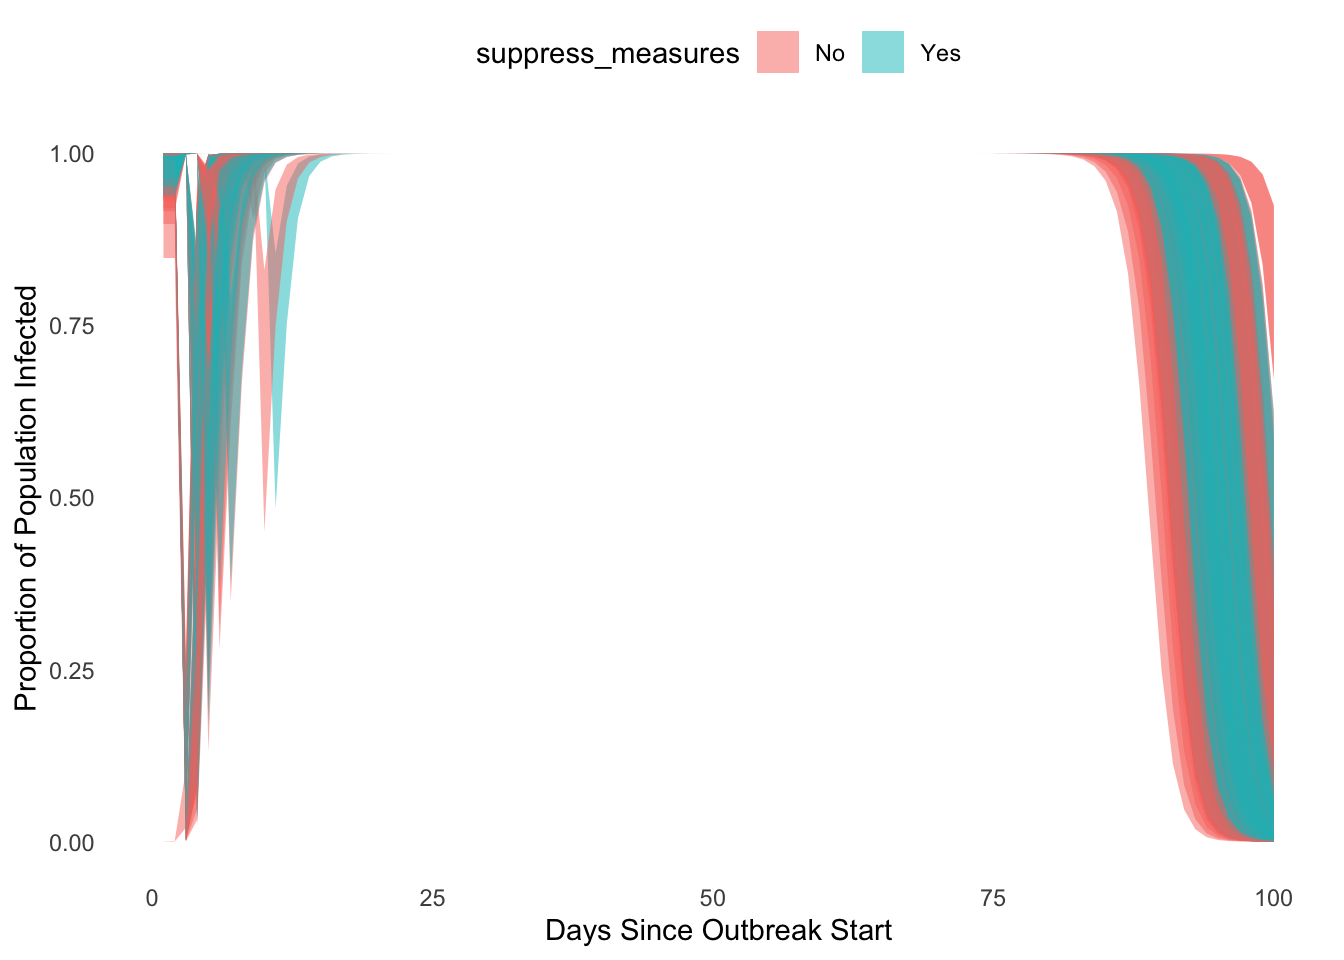 suppress_measures No Yes
1.00
0.75
0.50
0.25
0.00
Proportion of Population Infected
0 25 50 75 100
Days Since Outbreak Start